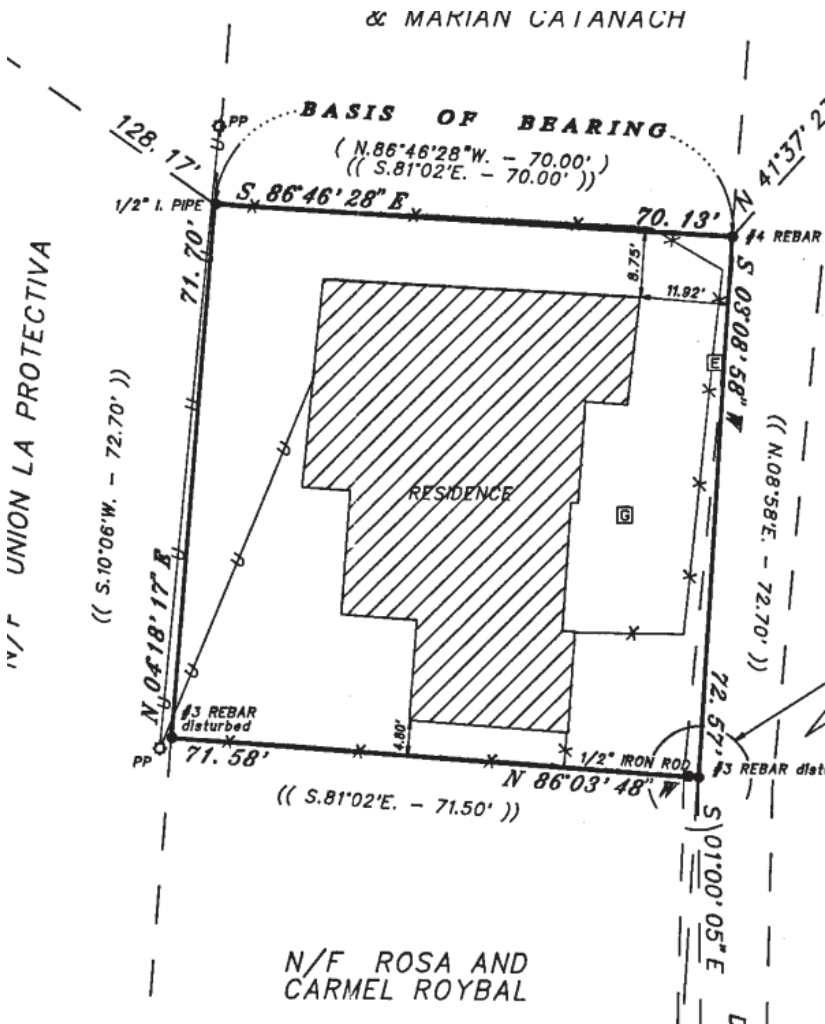 & MARIAN CATANACH
BASIS OF BEARING
PP
128.17'
( N.86°46'28"W. - 70.00' )
(( S.81°02'E. - 70.00' ))
N 41°37'2
1/2" I. PIPE
S 86°46'28" E
70.13'
#4 REBAR
71.70'
8.75'
11.92'
S 03°08'58" W
E
N/F UNION LA PROTECTIVA
(( S.10°06'W. - 72.70' ))
RESIDENCE
G
(( N.08°58'E. - 72.70' ))
N 04°18'17" E
#3 REBAR
disturbed
72.57'
4.80'
PP
71.58'
1/2" IRON ROD
#3 REBAR distu
N 86°03'48" W
(( S.81°02'E. - 71.50' ))
S 01°00'05" E
N/F ROSA AND
CARMEL ROYBAL